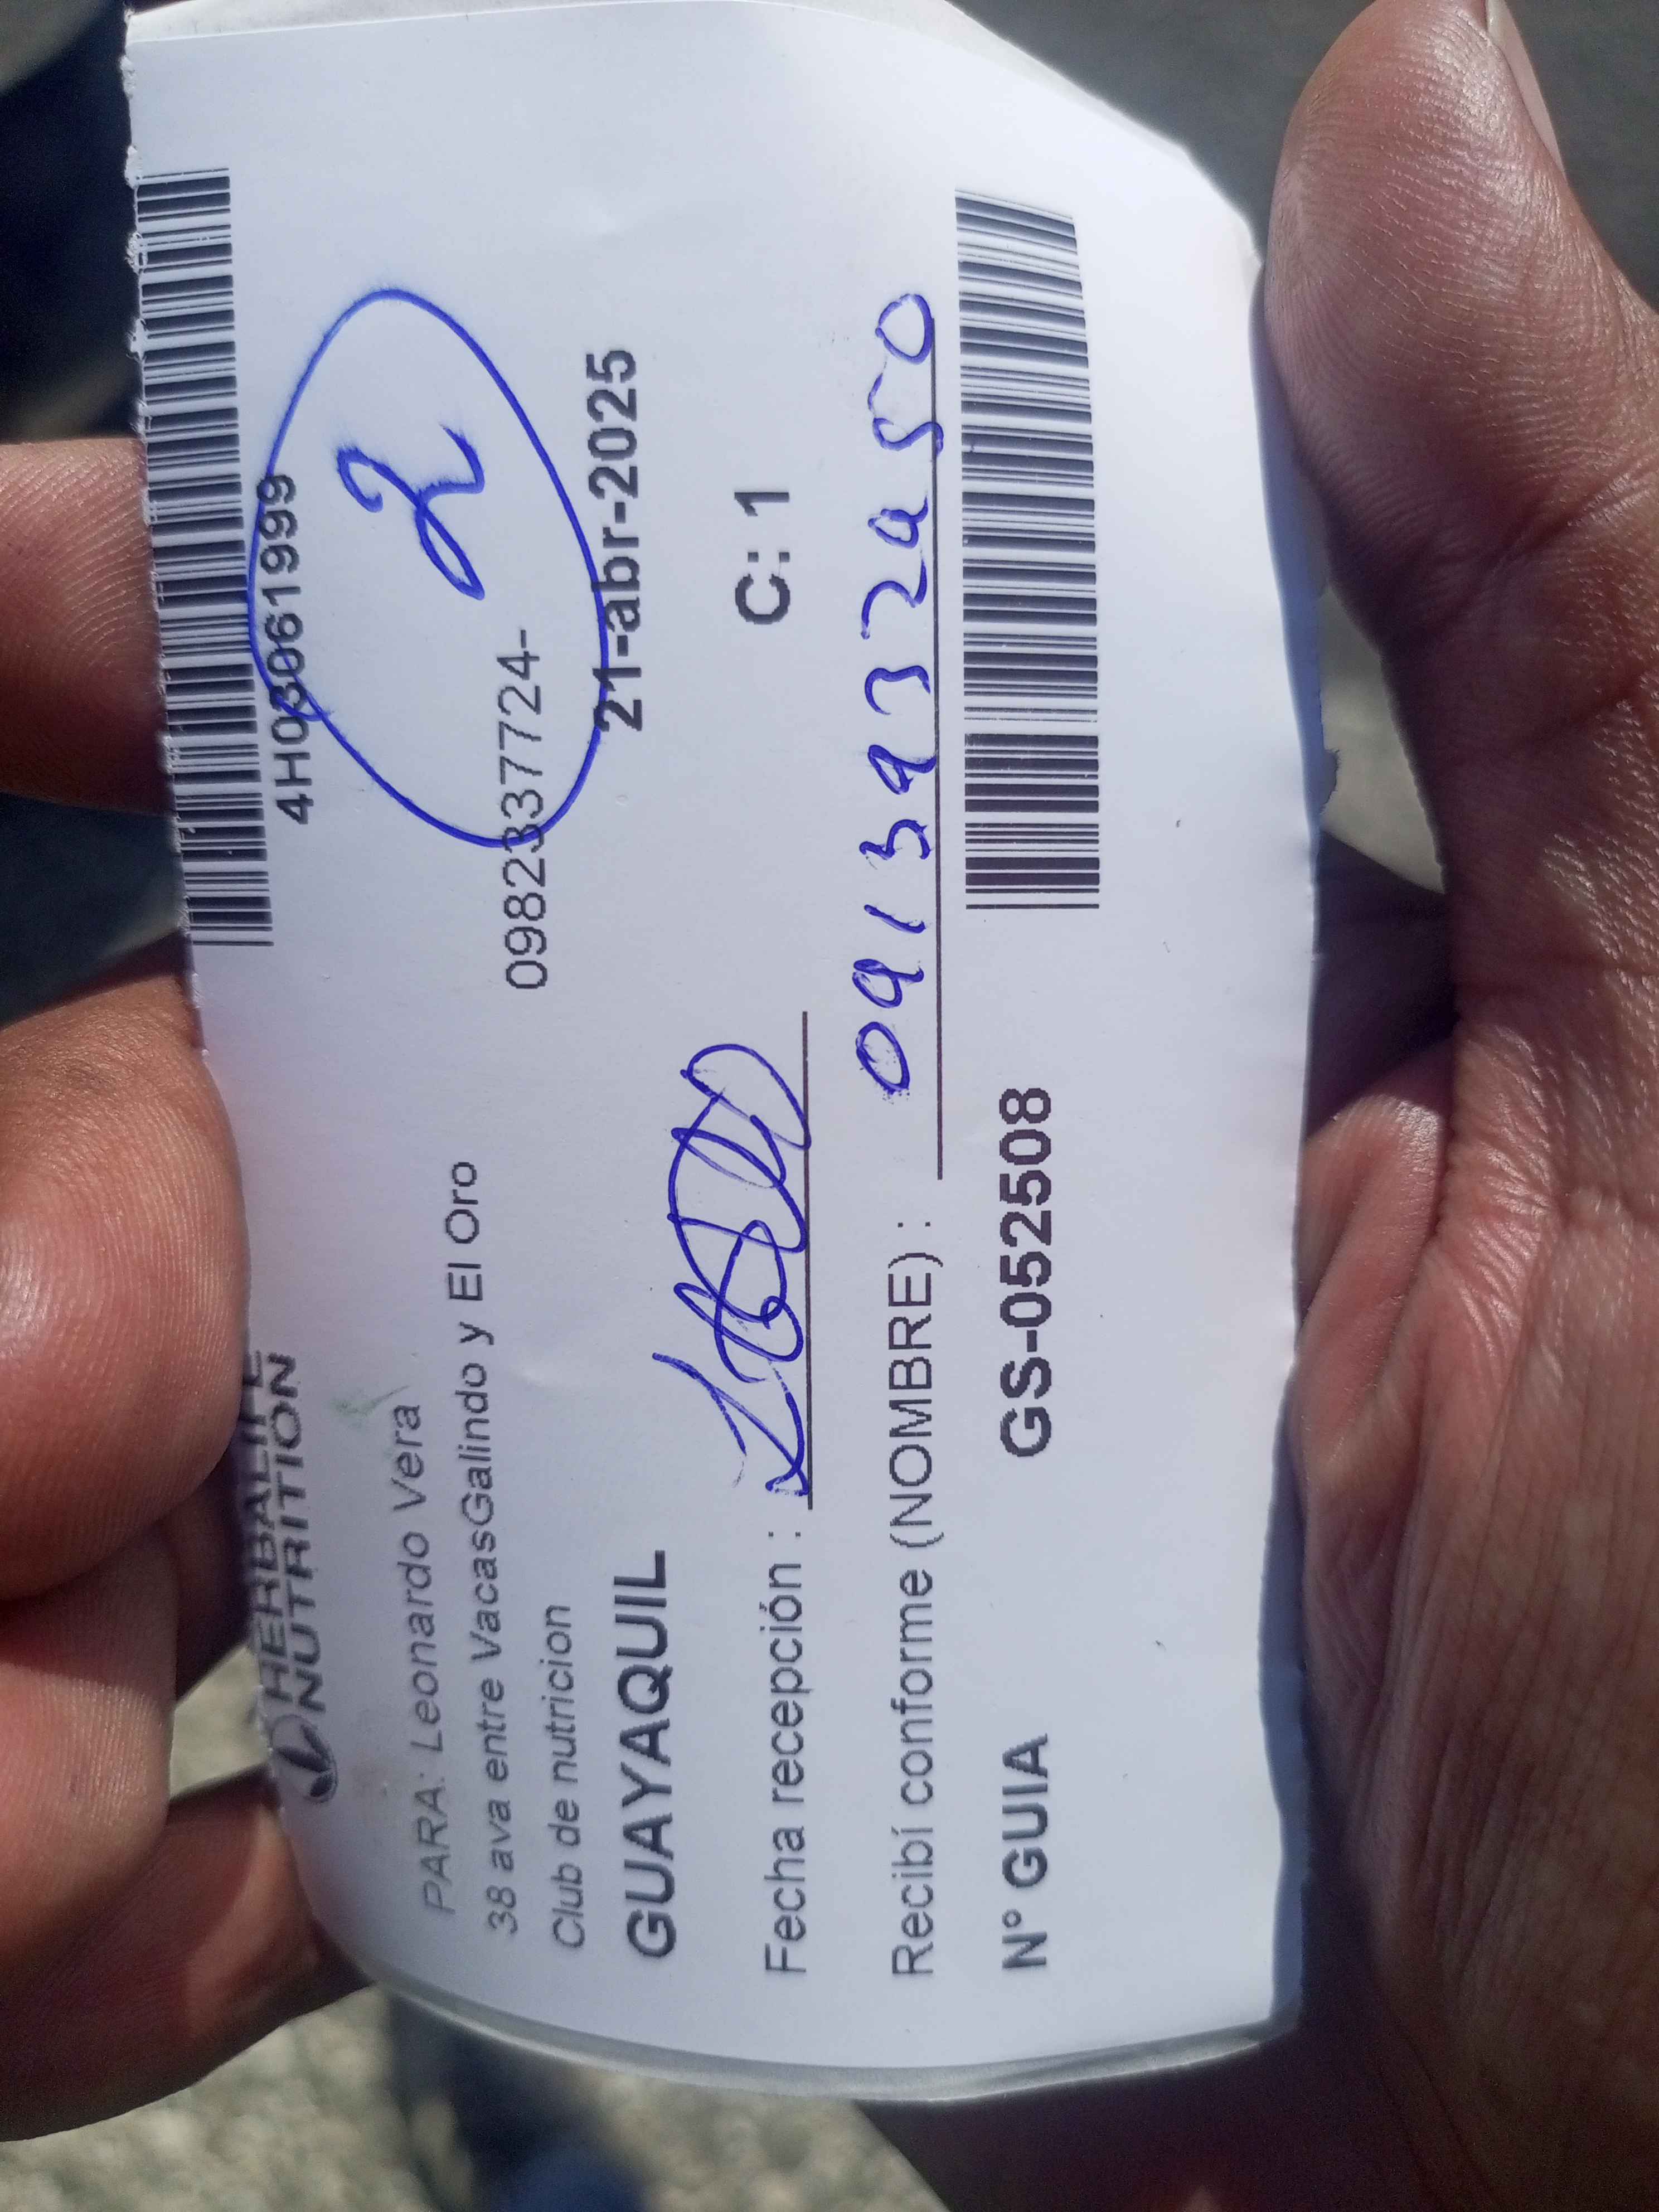 HERBALIFE
NUTRITION
4H03061999
PARA: Leonardo Vera
2
38 ava entre VacasGalindo y El Oro
0982337724-
Club de nutricion
GUAYAQUIL
21-abr-2025
Fecha recepción :
C: 1
Recibí conforme (NOMBRE) :
N° GUIA
GS-052508